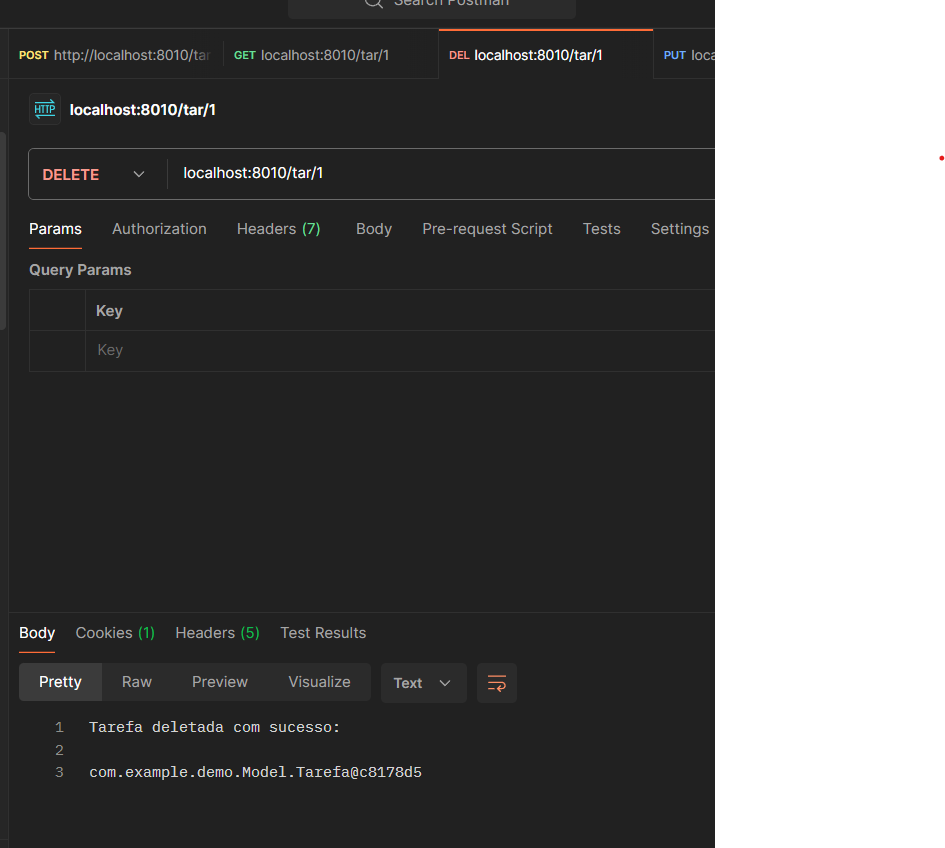 Search Postman
POST http://localhost:8010/tar GET localhost:8010/tar/1 DEL localhost:8010/tar/1 PUT loca
HTTP localhost:8010/tar/1
DELETE localhost:8010/tar/1
Params Authorization Headers (7) Body Pre-request Script Tests Settings
Query Params
Key
Key
Body Cookies (1) Headers (5) Test Results
Pretty Raw Preview Visualize Text
1 Tarefa deletada com sucesso:
2
3 com.example.demo.Model.Tarefa@c8178d5